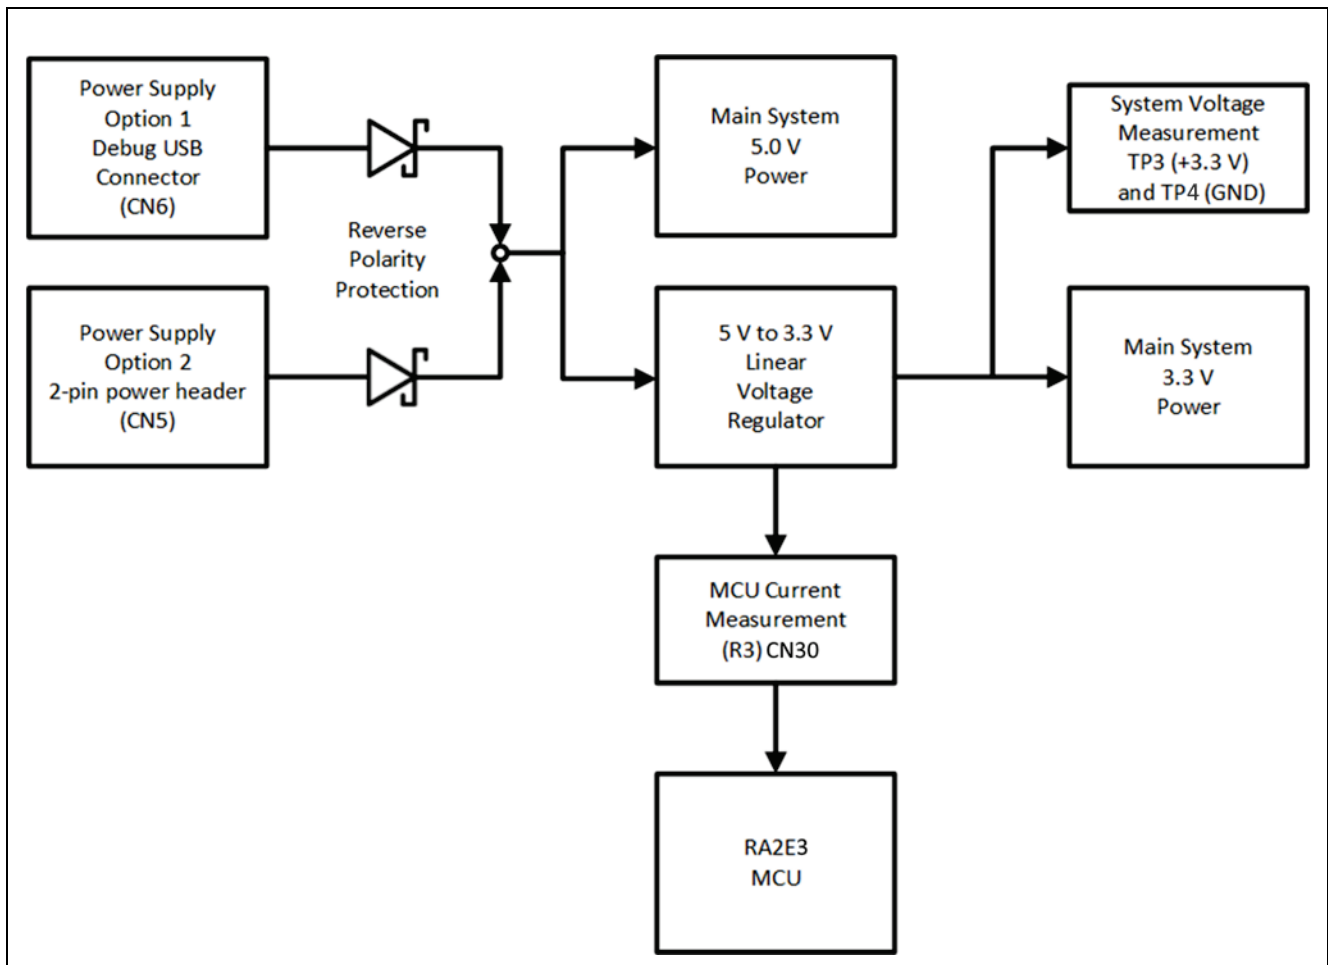 Power Supply
Option 1
Debug USB
Connector
(CN6)
Reverse
Polarity
Protection
Power Supply
Option 2
2-pin power header
(CN5)
Main System
5.0 V
Power
5 V to 3.3 V
Linear
Voltage
Regulator
System Voltage
Measurement
TP3 (+3.3 V)
and TP4 (GND)
Main System
3.3 V
Power
MCU Current
Measurement
(R3) CN30
RA2E3
MCU